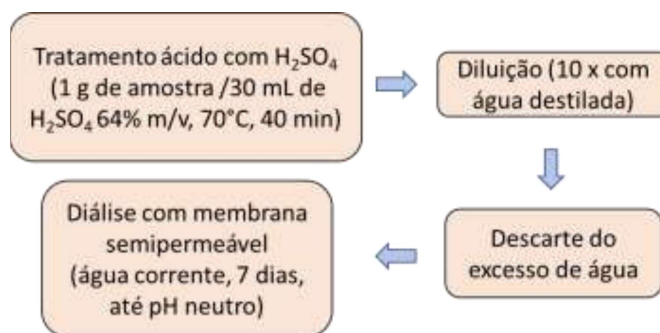 Tratamento ácido com H₂SO₄
(1 g de amostra /30 mL de
H₂SO₄ 64% m/v, 70°C, 40 min)
Diluição (10 x com
água destilada)
Descarte do
excesso de água
Diálise com membrana
semipermeável
(água corrente, 7 dias,
até pH neutro)